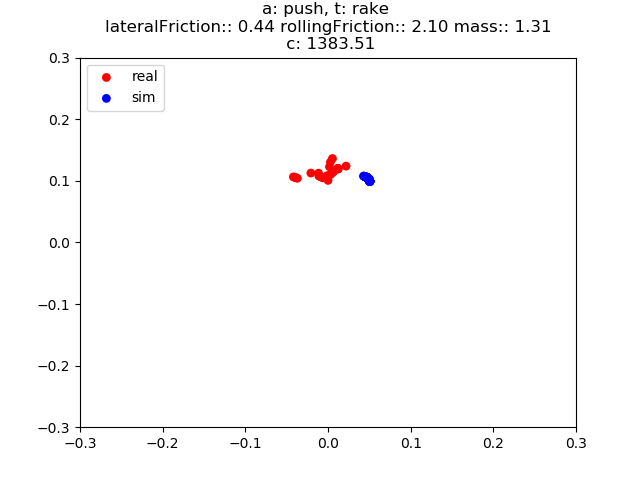 a: push, t: rake
lateralFriction:: 0.44 rollingFriction:: 2.10 mass:: 1.31
c: 1383.51
real
sim
0.3
0.2
0.1
0.0
−0.1
−0.2
−0.3
−0.3 −0.2 −0.1 0.0 0.1 0.2 0.3